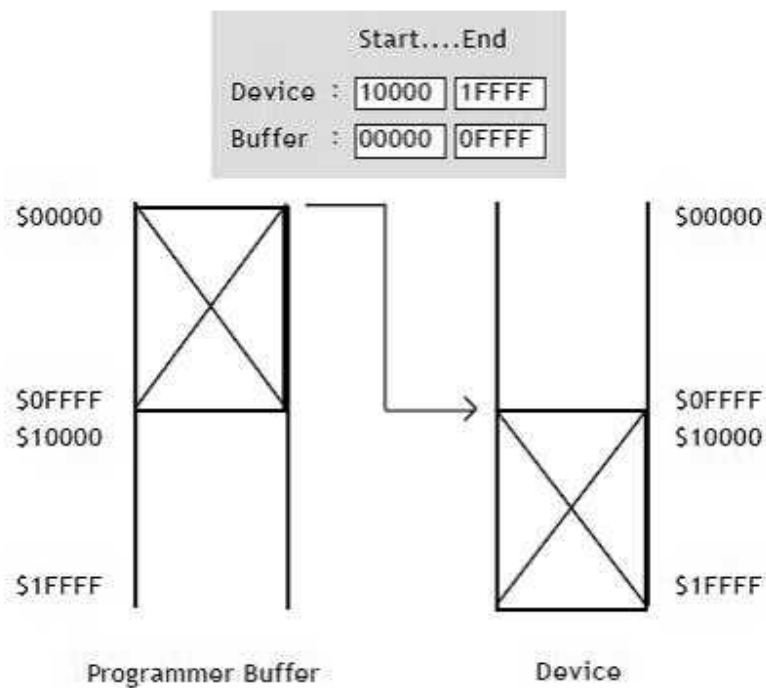 Start....End
Device : 10000 1FFFF
Buffer : 00000 0FFFF
$00000 $00000
$0FFFF $0FFFF
$10000 $10000
$1FFFF $1FFFF
Programmer Buffer Device